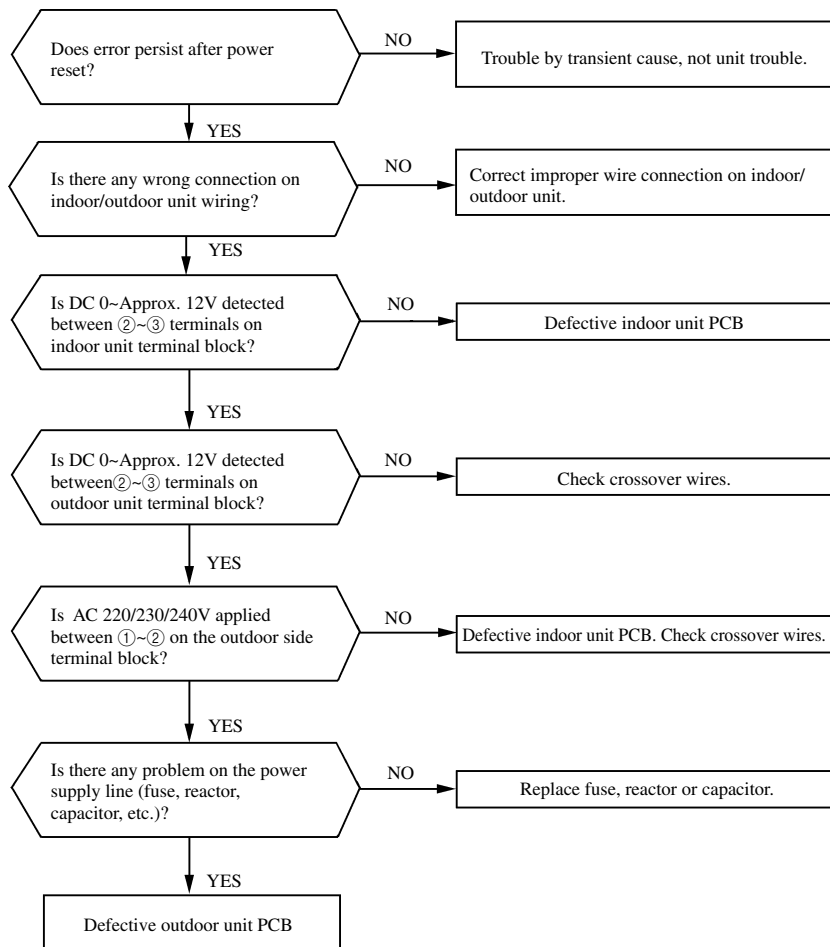 Does error persist after power
reset?
NO
Trouble by transient cause, not unit trouble.
YES
Is there any wrong connection on
indoor/outdoor unit wiring?
NO
Correct improper wire connection on indoor/
outdoor unit.
YES
Is DC 0~Approx. 12V detected
between ②~③ terminals on
indoor unit terminal block?
NO
Defective indoor unit PCB
YES
Is DC 0~Approx. 12V detected
between②~③ terminals on
outdoor unit terminal block?
NO
Check crossover wires.
YES
Is AC 220/230/240V applied
between ①~② on the outdoor side
terminal block?
NO
Defective indoor unit PCB. Check crossover wires.
YES
Is there any problem on the power
supply line (fuse, reactor,
capacitor, etc.)?
NO
Replace fuse, reactor or capacitor.
YES
Defective outdoor unit PCB